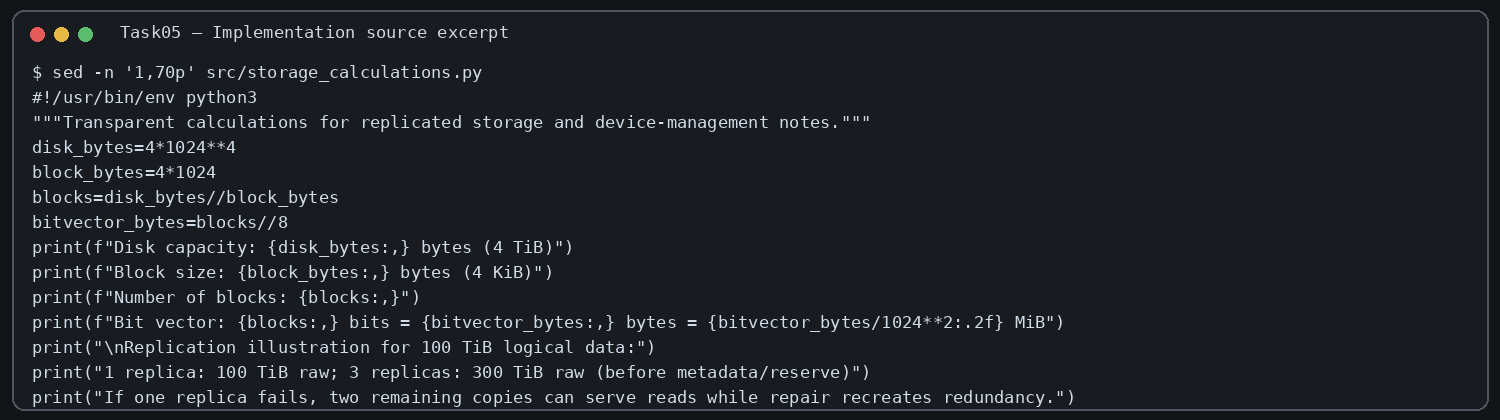 Task05 — Implementation source excerpt
$ sed -n '1,70p' src/storage_calculations.py
#!/usr/bin/env python3
"""Transparent calculations for replicated storage and device-management notes."""
disk_bytes=4*1024**4
block_bytes=4*1024
blocks=disk_bytes//block_bytes
bitvector_bytes=blocks//8
print(f"Disk capacity: {disk_bytes:,} bytes (4 TiB)")
print(f"Block size: {block_bytes:,} bytes (4 KiB)")
print(f"Number of blocks: {blocks:,}")
print(f"Bit vector: {blocks:,} bits = {bitvector_bytes:,} bytes = {bitvector_bytes/1024**2:.2f} MiB")
print("\nReplication illustration for 100 TiB logical data:")
print("1 replica: 100 TiB raw; 3 replicas: 300 TiB raw (before metadata/reserve)")
print("If one replica fails, two remaining copies can serve reads while repair recreates redundancy.")